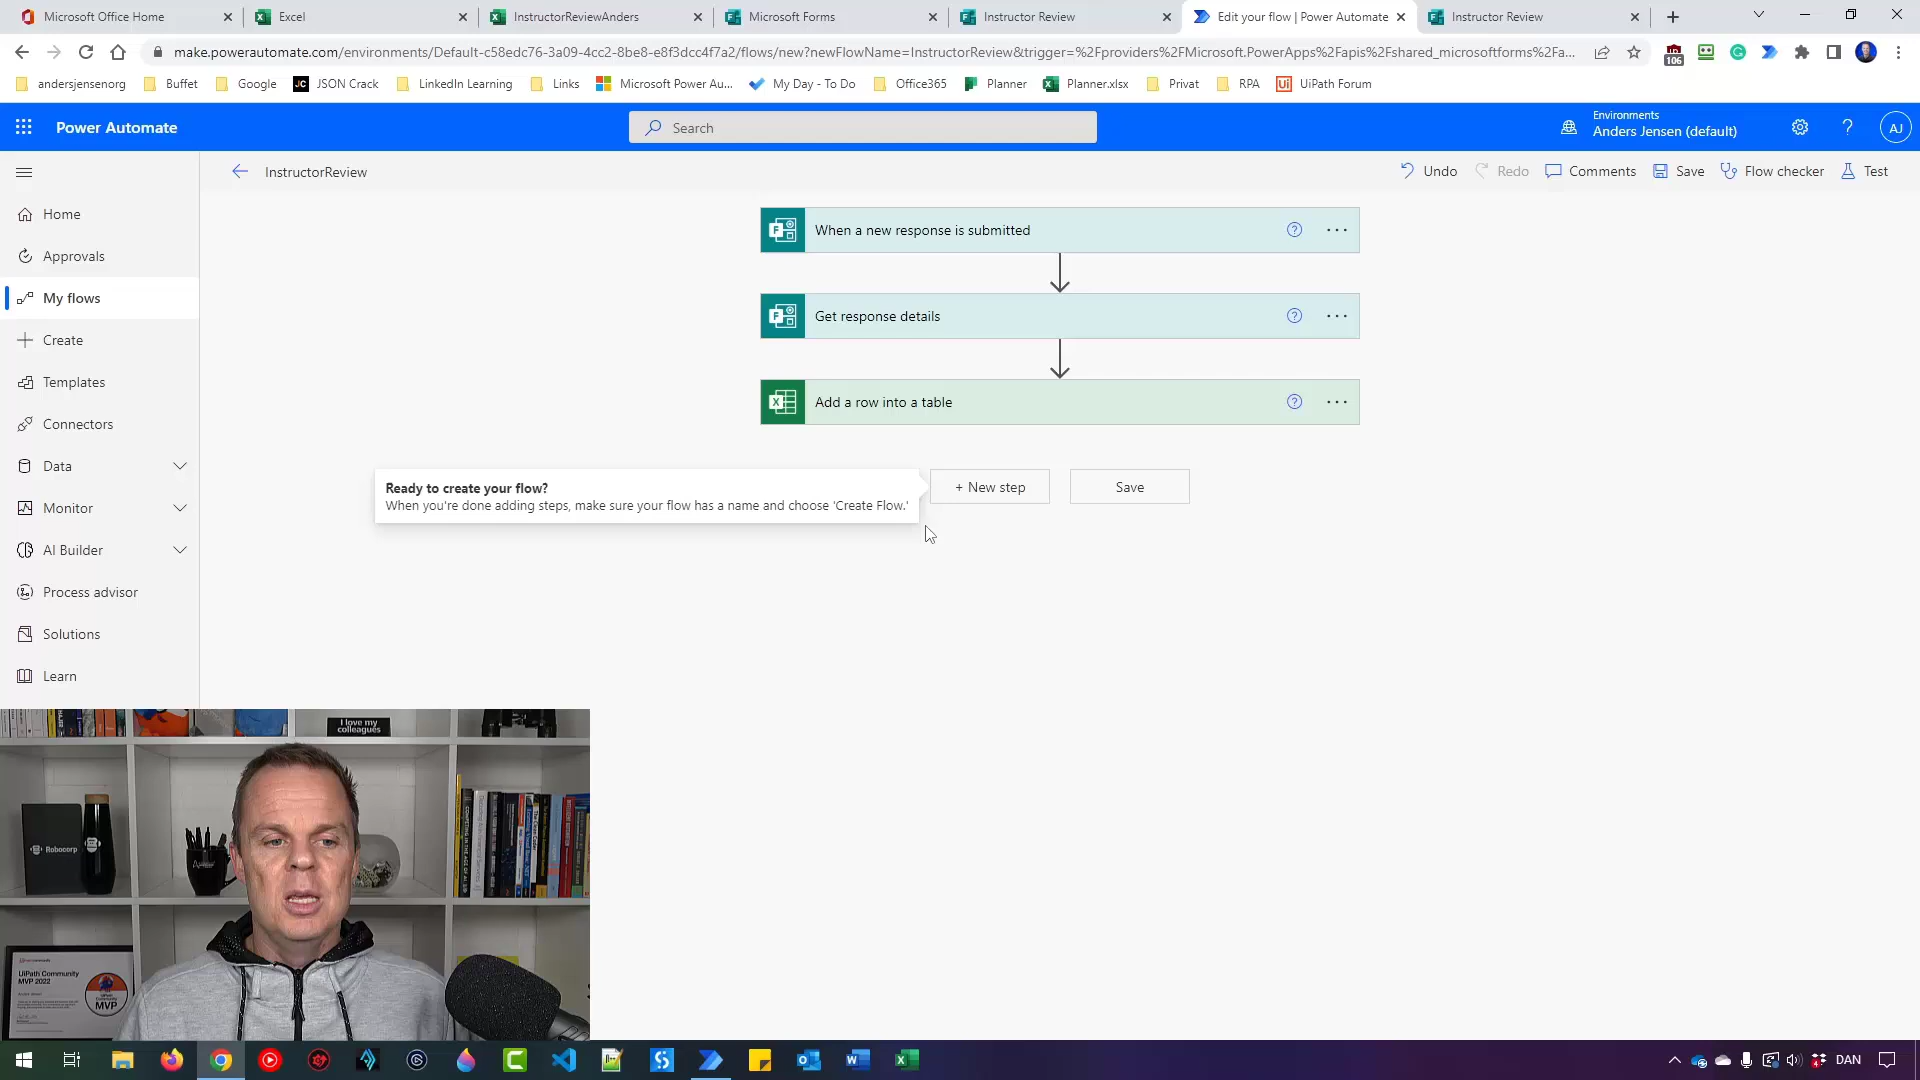 Microsoft Office Home
Excel
InstructorReviewAnders
Microsoft Forms
Instructor Review
Edit your flow | Power Automate
Instructor Review
make.powerautomate.com/environments/Default-c58edc76-3a09-4cc2-8be8-e8f3dcc4f7a2/flows/new?newFlowName=InstructorReview&trigger=%2Fproviders%2FMicrosoft.PowerApps%2Fapis%2Fshared_microsoftforms%2Fa...
106
andersjensenorg
Buffet
Google
JC JSON Crack
LinkedIn Learning
Links
Microsoft Power Au...
My Day - To Do
Office365
Planner
Planner.xlsx
Privat
RPA
Ui UiPath Forum
Power Automate
Search
Environments
Anders Jensen (default)
AJ
InstructorReview
Undo
Redo
Comments
Save
Flow checker
Test
Home
Approvals
My flows
Create
Templates
Connectors
Data
Monitor
AI Builder
Process advisor
Solutions
Learn
When a new response is submitted
Get response details
Add a row into a table
Ready to create your flow?
When you're done adding steps, make sure your flow has a name and choose 'Create Flow.'
+ New step
Save
I love my
colleagues
Robocorp
UiPath Community
MVP 2022
MVP
DAN